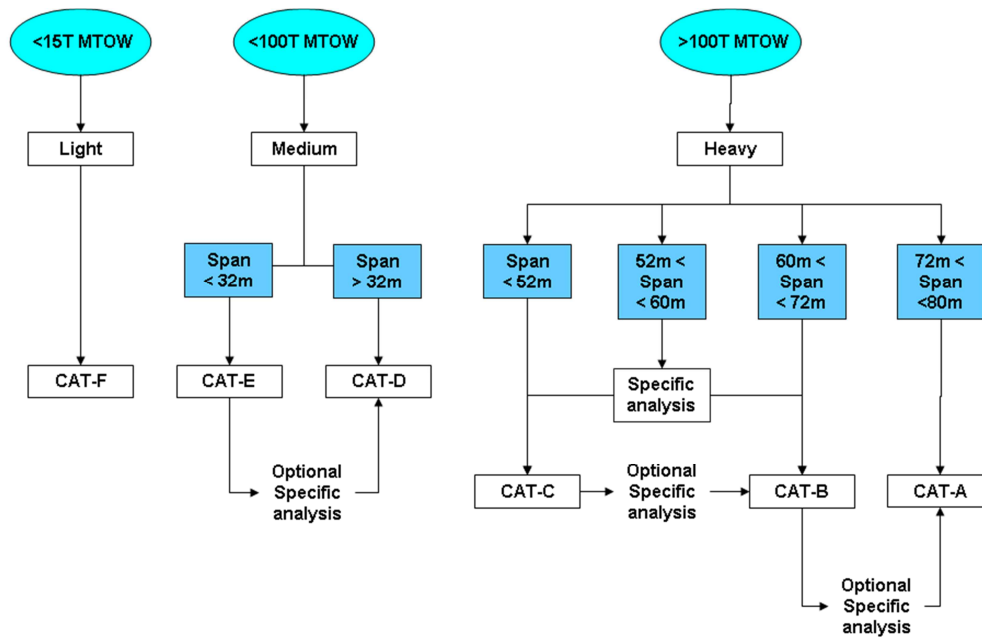 <15T MTOW
<100T MTOW
>100T MTOW
Light
Medium
Heavy
Span
< 32m
Span
> 32m
Span
< 52m
52m <
Span
< 60m
60m <
Span
< 72m
72m <
Span
<80m
CAT-F
CAT-E
CAT-D
Specific
analysis
Optional
Specific
analysis
CAT-C
Optional
Specific
analysis
CAT-B
CAT-A
Optional
Specific
analysis